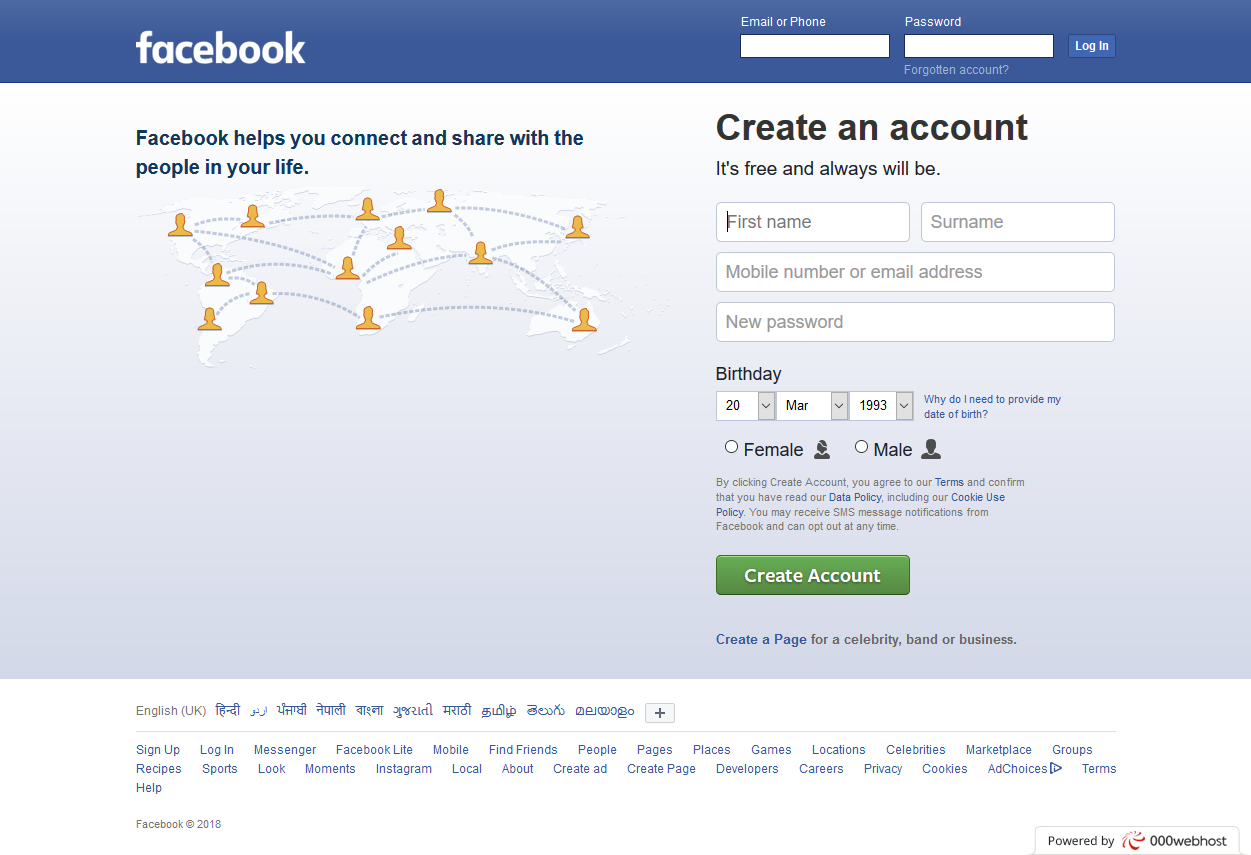 facebook
Email or Phone
Password
Log In
Forgotten account?
Facebook helps you connect and share with the
people in your life.
Create an account
It's free and always will be.
First name
Surname
Mobile number or email address
New password
Birthday
20
Mar
1993
Why do I need to provide my
date of birth?
Female
Male
By clicking Create Account, you agree to our Terms and confirm
that you have read our Data Policy, including our Cookie Use
Policy. You may receive SMS message notifications from
Facebook and can opt out at any time.
Create Account
Create a Page for a celebrity, band or business.
English (UK) हिन्दी اردو ਪੰਜਾਬੀ नेपाली বাংলা ગુજરાતી मराठी தமிழ் తెలుగు മലയാളം +
Sign Up Log In Messenger Facebook Lite Mobile Find Friends People Pages Places Games Locations Celebrities Marketplace Groups
Recipes Sports Look Moments Instagram Local About Create ad Create Page Developers Careers Privacy Cookies AdChoices Terms
Help
Facebook © 2018
Powered by 000webhost